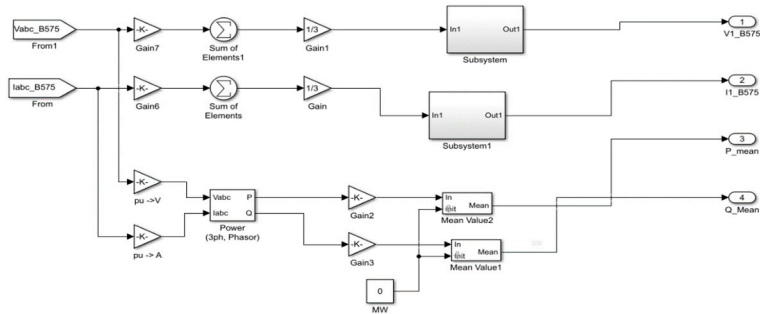 Vabc_B575
From1
-K-
Gain7
Sum of
Elements1
1/3
Gain1
In1 Out1
Subsystem
1
V1_B575
Iabc_B575
From
-K-
Gain6
Sum of
Elements
1/3
Gain
In1 Out1
Subsystem1
2
I1_B575
3
P_mean
-K-
pu ->V
Vabc P
Iabc Q
Power
(3ph, Phasor)
-K-
Gain2
In
Init
Mean
Mean Value2
4
Q_Mean
-K-
pu -> A
-K-
Gain3
In
Init
Mean
Mean Value1
0
MW